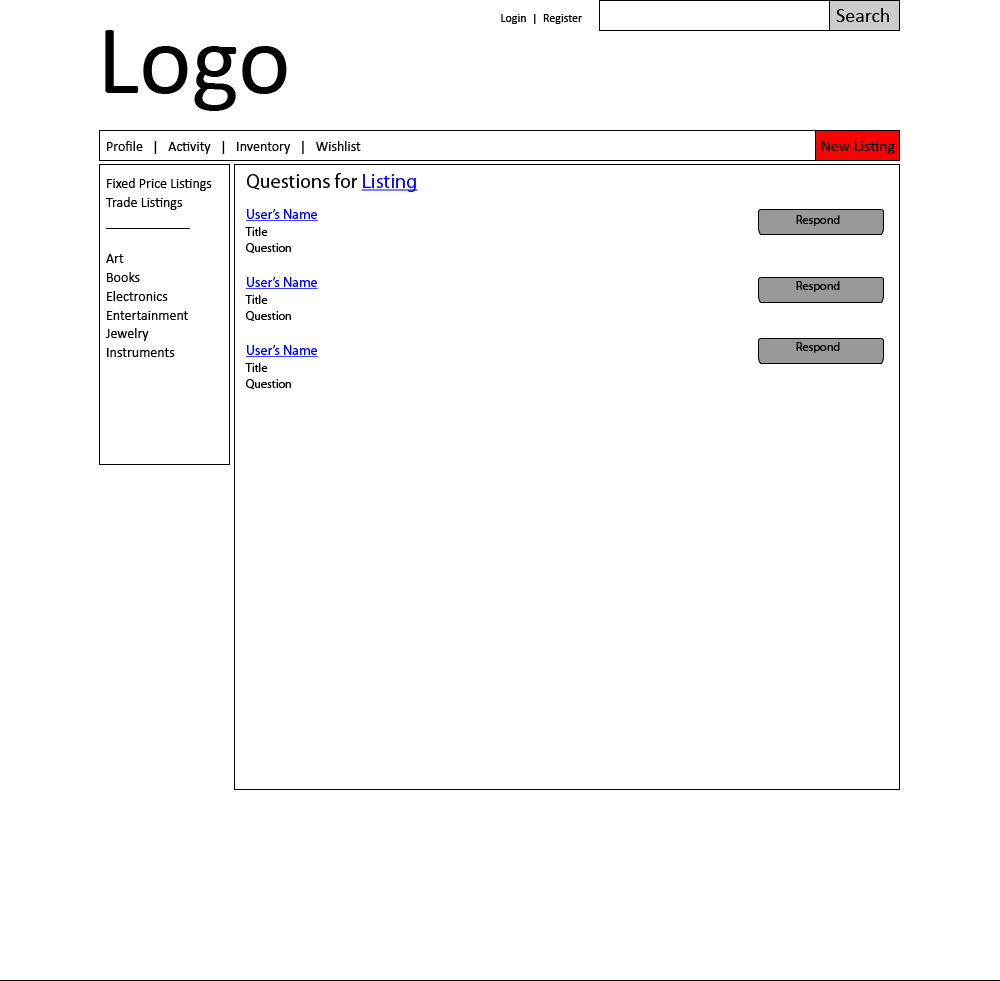 Login | Register
Search
Logo
Profile | Activity | Inventory | Wishlist
New Listing
Fixed Price Listings
Trade Listings
Art
Books
Electronics
Entertainment
Jewelry
Instruments
Questions for Listing
User's Name
Title
Question
Respond
User's Name
Title
Question
Respond
User's Name
Title
Question
Respond